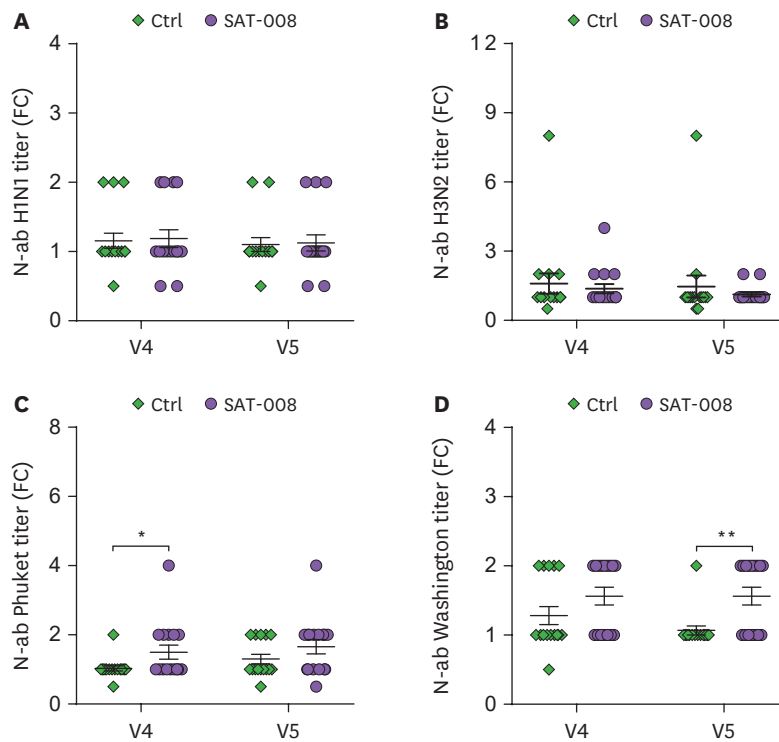 A
Ctrl SAT-008
N-ab H1N1 titer (FC)
4
3
2
1
0
V4 V5
B
Ctrl SAT-008
N-ab H3N2 titer (FC)
12
9
6
3
0
V4 V5
C
Ctrl SAT-008
N-ab Phuket titer (FC)
8
6
4
2
0
*
V4 V5
D
Ctrl SAT-008
N-ab Washington titer (FC)
4
3
2
1
0
**
V4 V5